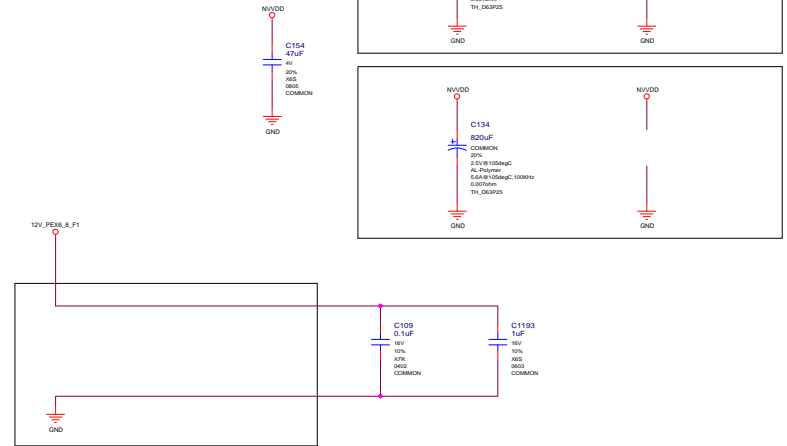 TH_D63P25
GND
GND
NVVDD
C154
47uF
4V
20%
X6S
0805
COMMON
GND
NVVDD
NVVDD
C134
820uF
COMMON
20%
2.5V@105degC
AL-Polymer
5.6A@105degC,100KHz
0.007ohm
TH_D63P25
GND
GND
12V_PEX6_8_F1
C109
0.1uF
16V
10%
X7R
0402
COMMON
C1193
1uF
16V
10%
X6S
0603
COMMON
GND